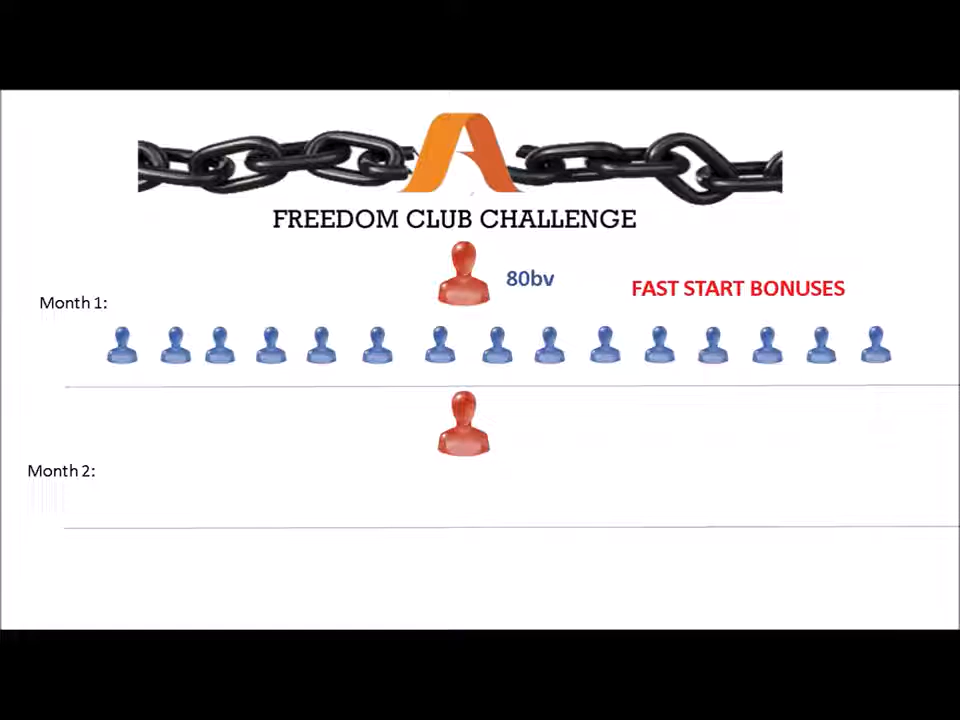 FREEDOM CLUB CHALLENGE
80bv
FAST START BONUSES
Month 1:
Month 2: